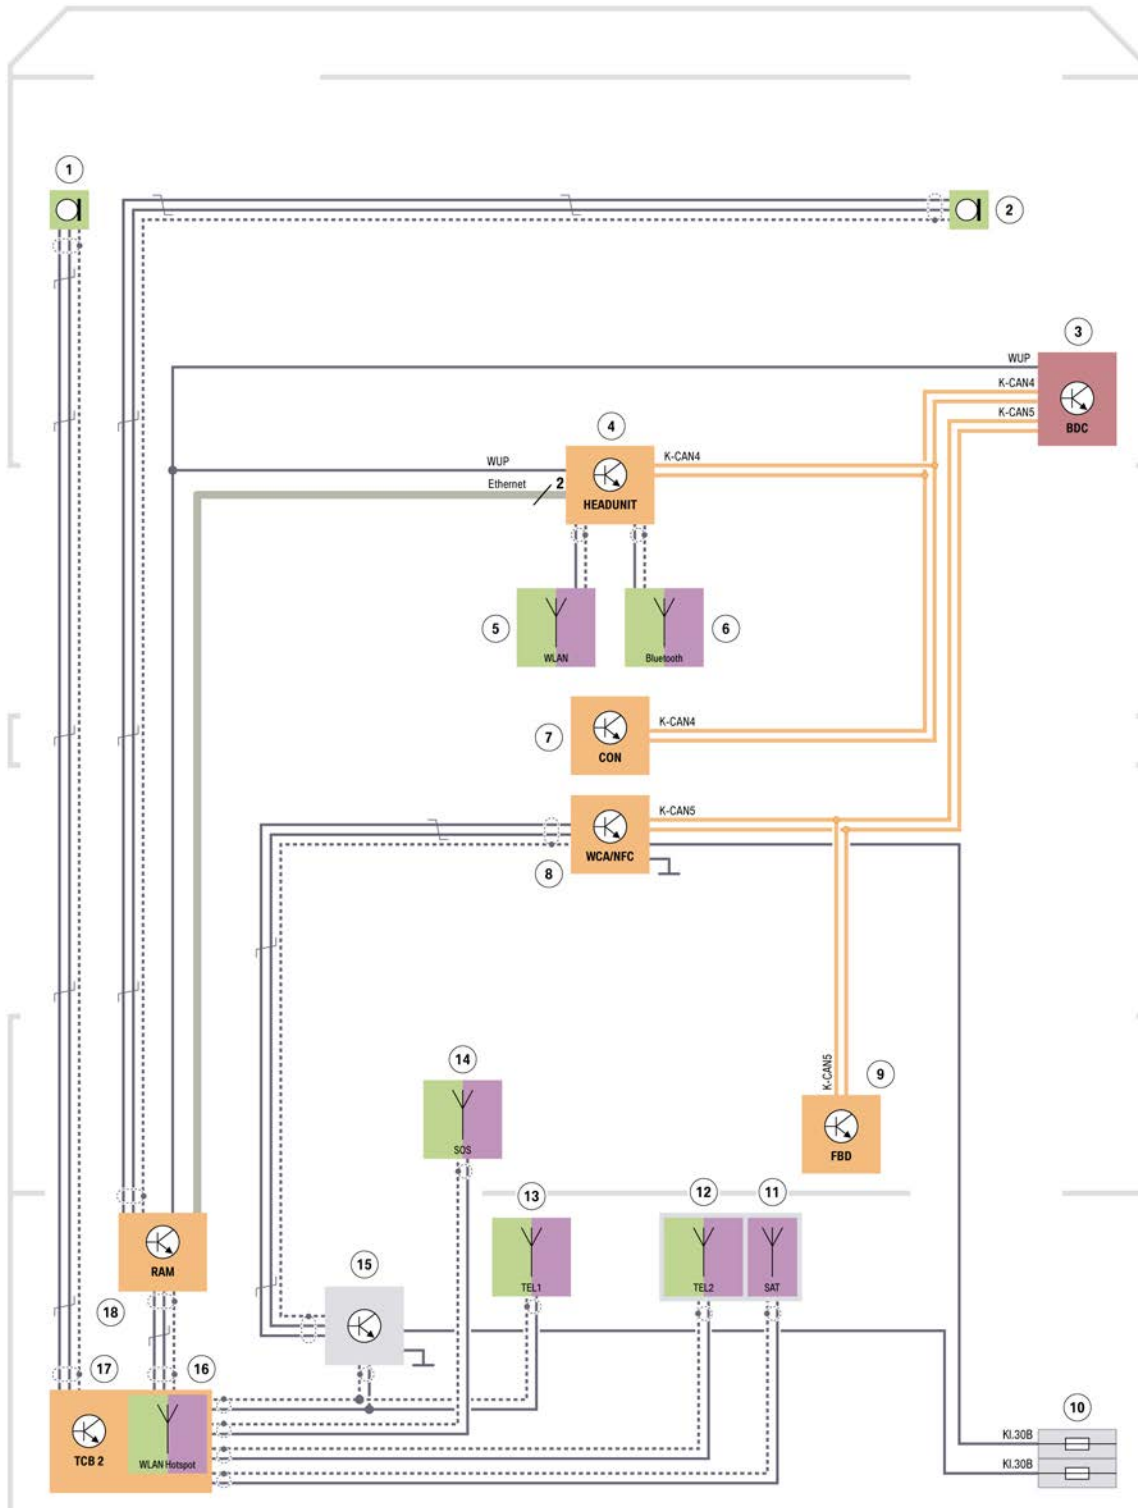 1
2
3
WUP
K-CAN4
K-CAN5
BDC
4
K-CAN4
WUP
Ethernet
2
HEADUNIT
5
WLAN
Bluetooth
6
7
K-CAN4
CON
K-CAN5
WCA/NFC
8
14
SOS
K-CAN5
9
FBD
13
12
11
TEL1
TEL2
SAT
RAM
15
18
17
16
TCB 2
WLAN Hotspot
10
Kl.30B
Kl.30B